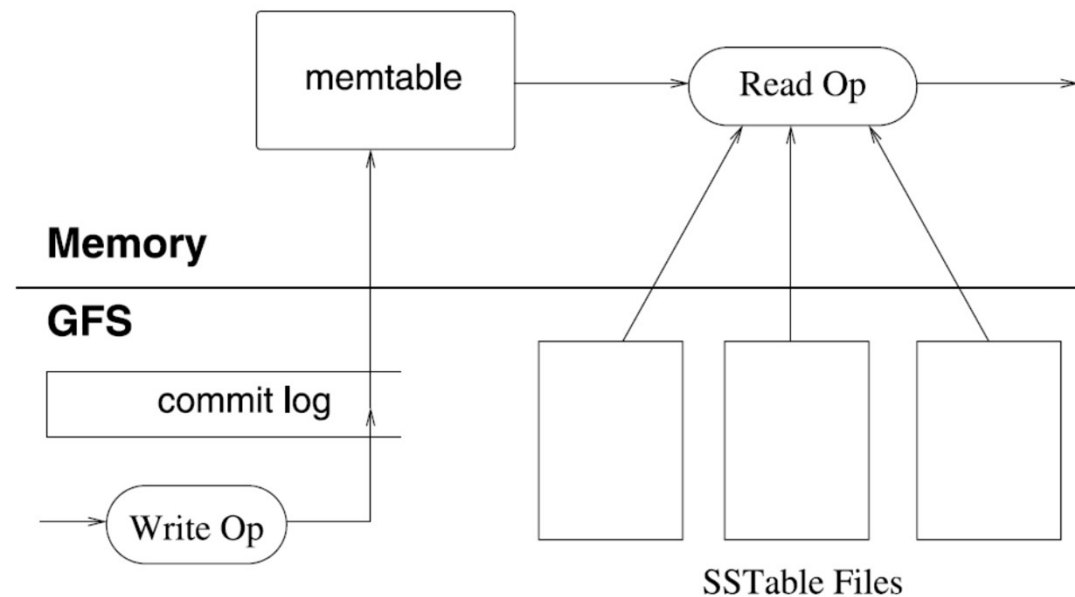 memtable
Read Op
Memory
GFS
commit log
Write Op
SSTable Files